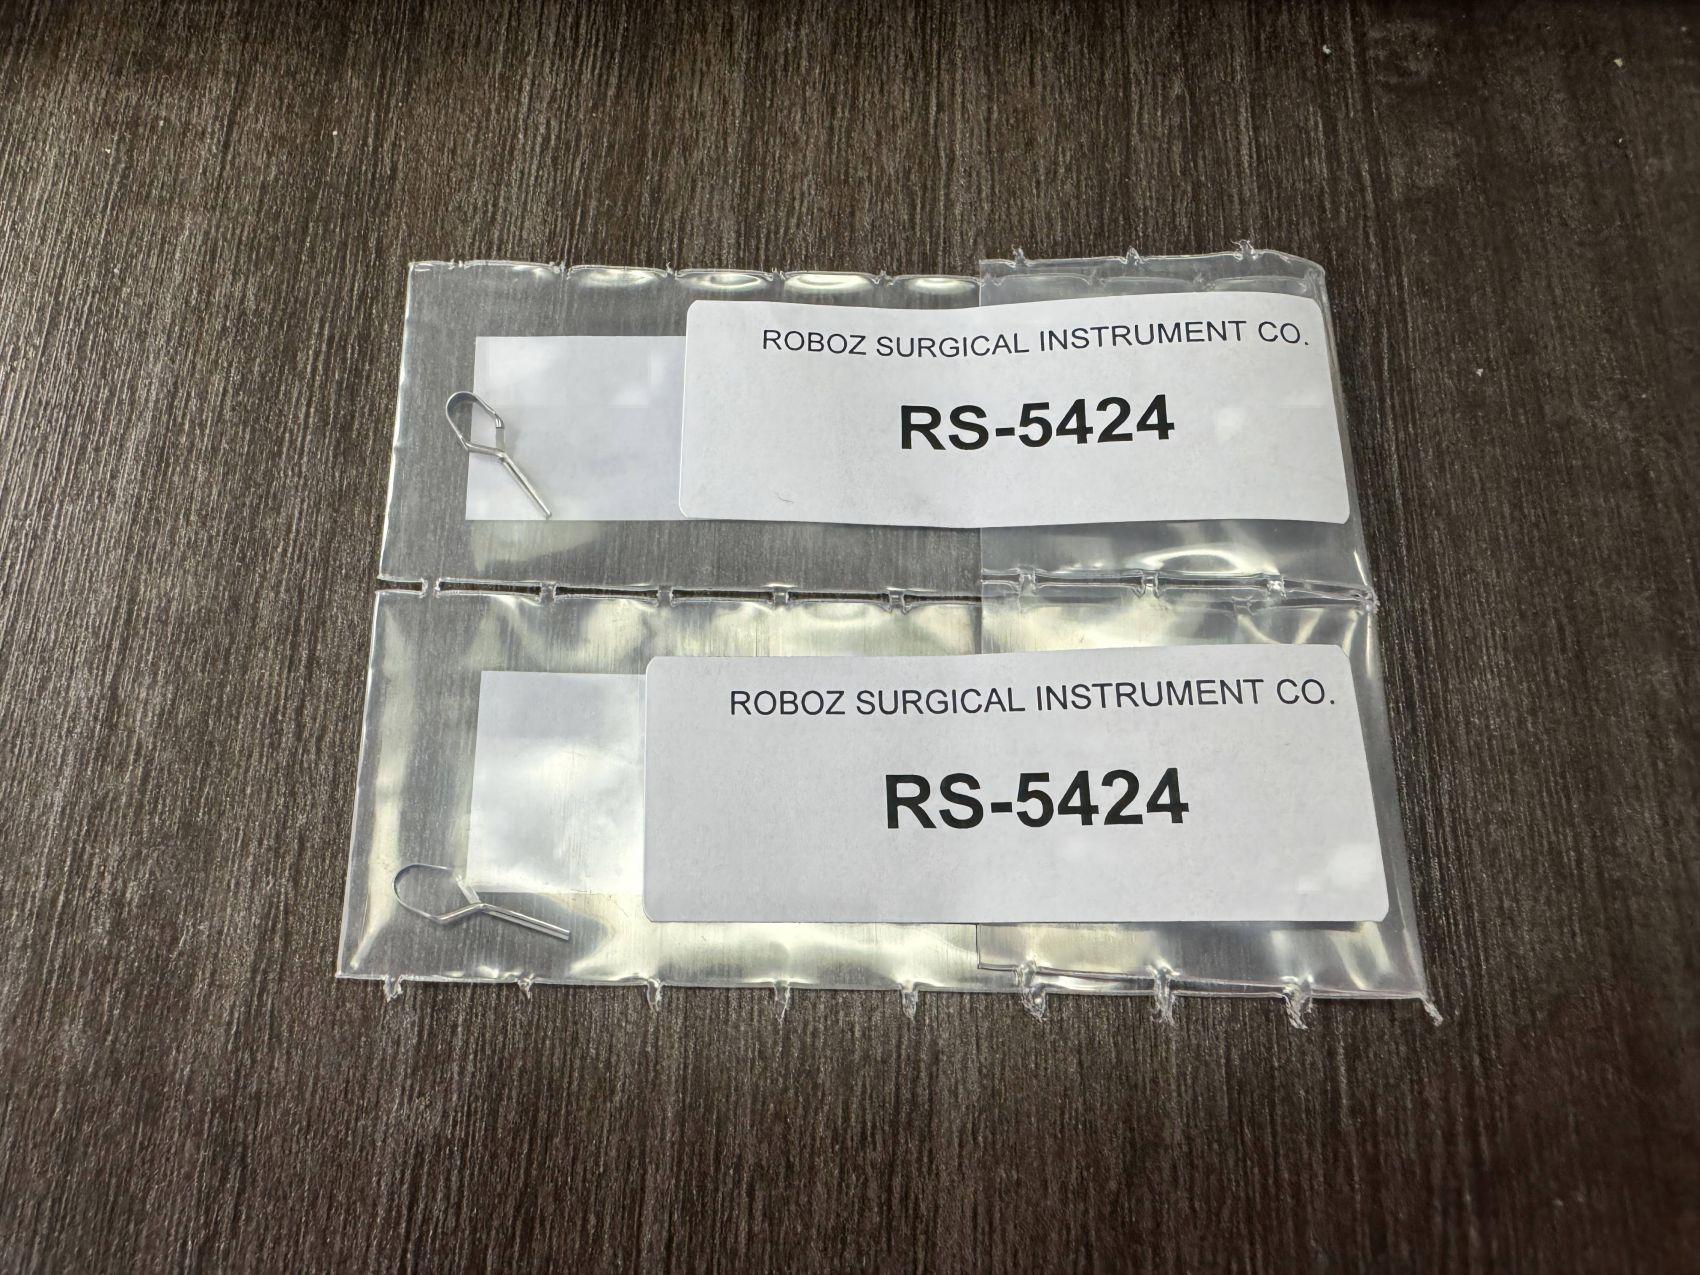 ROBOZ SURGICAL INSTRUMENT CO.
RS-5424
ROBOZ SURGICAL INSTRUMENT CO.
RS-5424